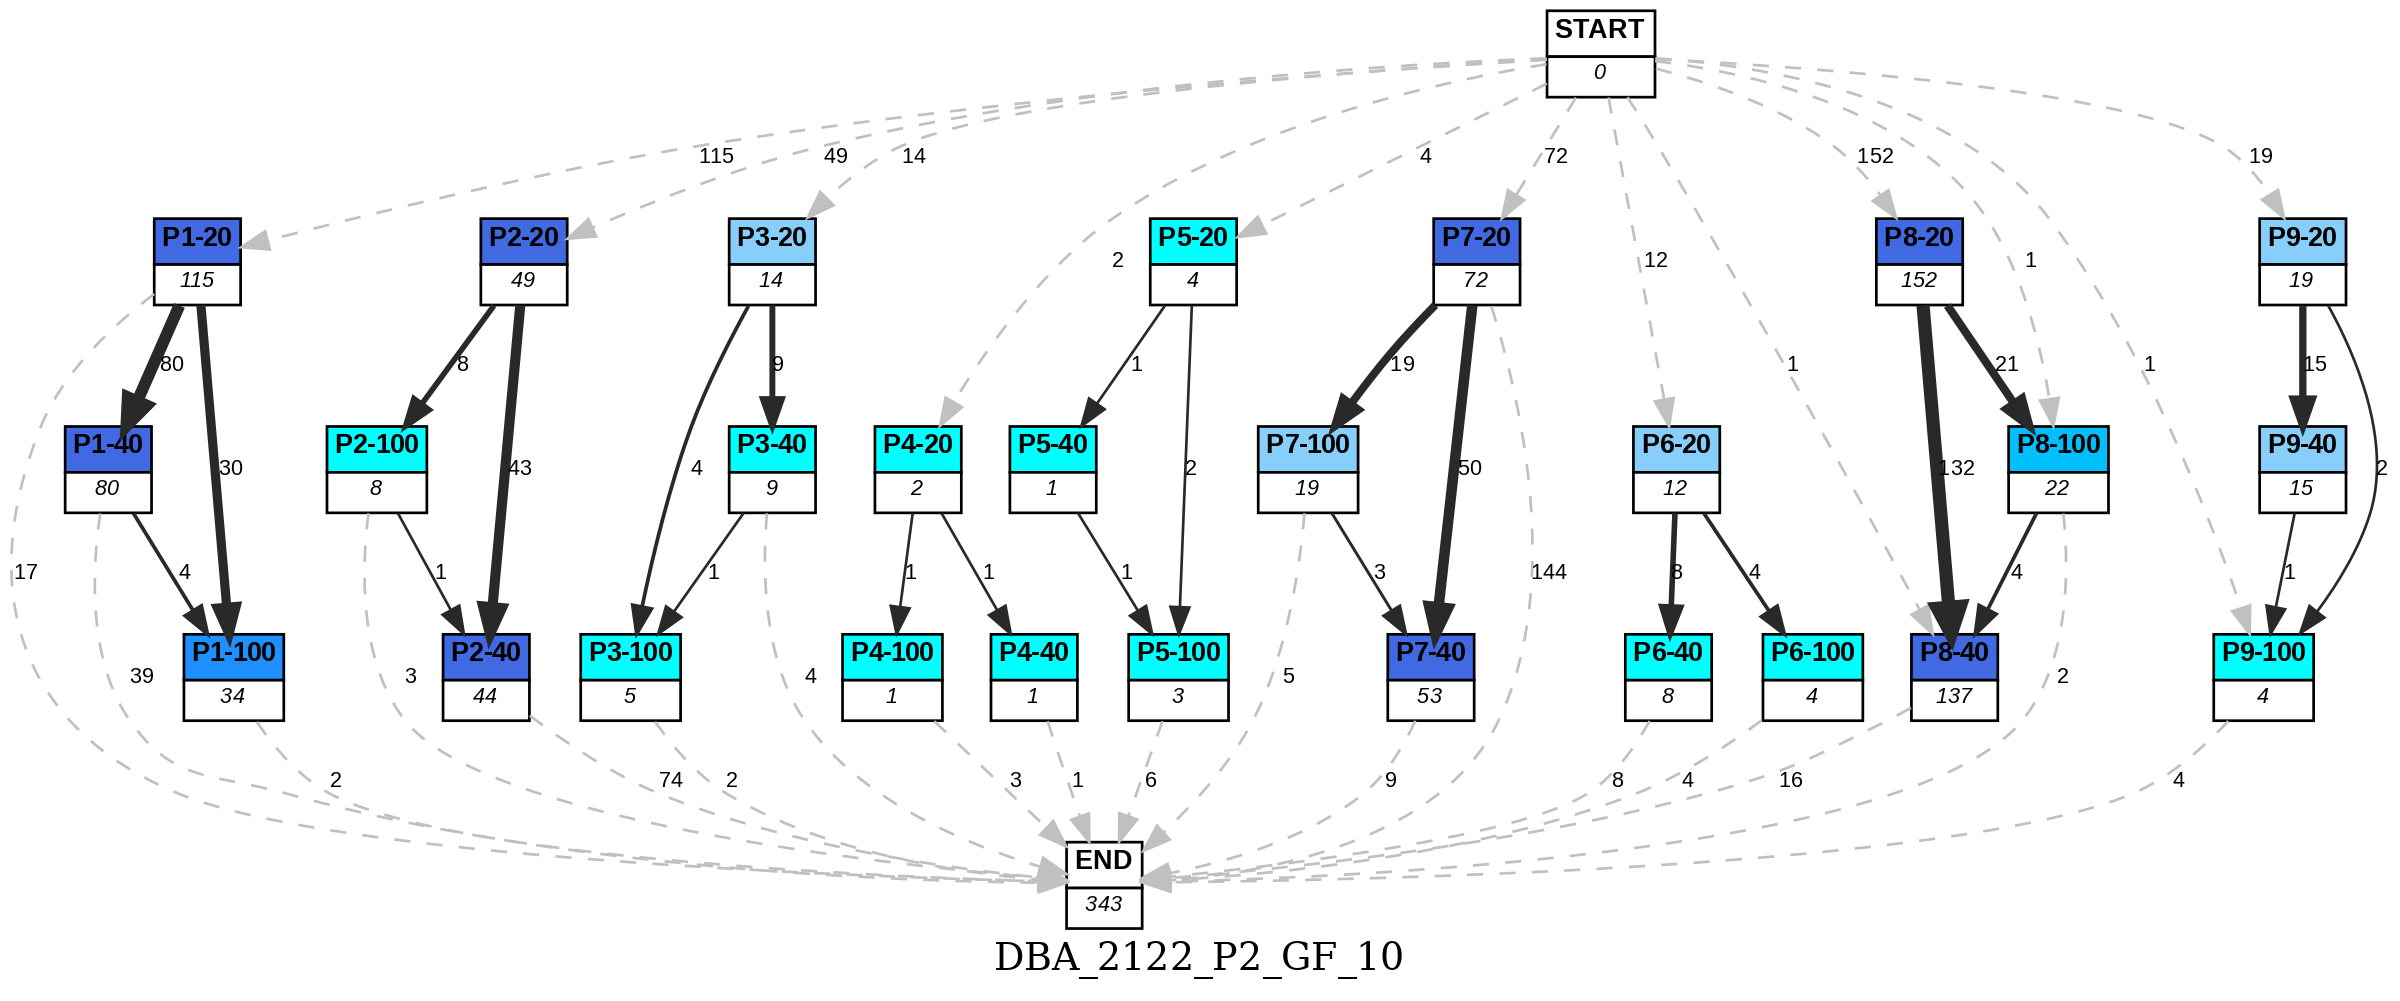 START
0
115
49
14
4
72
152
19
P1-20
115
P2-20
49
P3-20
14
P5-20
4
P7-20
72
P8-20
152
P9-20
19
2
12
1
80
8
9
1
19
1
21
1
15
P1-40
80
30
P2-100
8
43
4
P3-40
9
P4-20
2
P5-40
1
2
P7-100
19
50
P6-20
12
132
P8-100
22
P9-40
15
2
17
4
1
1
1
1
1
3
144
8
4
4
1
39
P1-100
34
3
P2-40
44
P3-100
5
4
P4-100
1
P4-40
1
P5-100
3
5
P7-40
53
P6-40
8
P6-100
4
P8-40
137
2
P9-100
4
2
74
2
3
1
6
9
8
4
16
4
END
343
DBA_2122_P2_GF_10